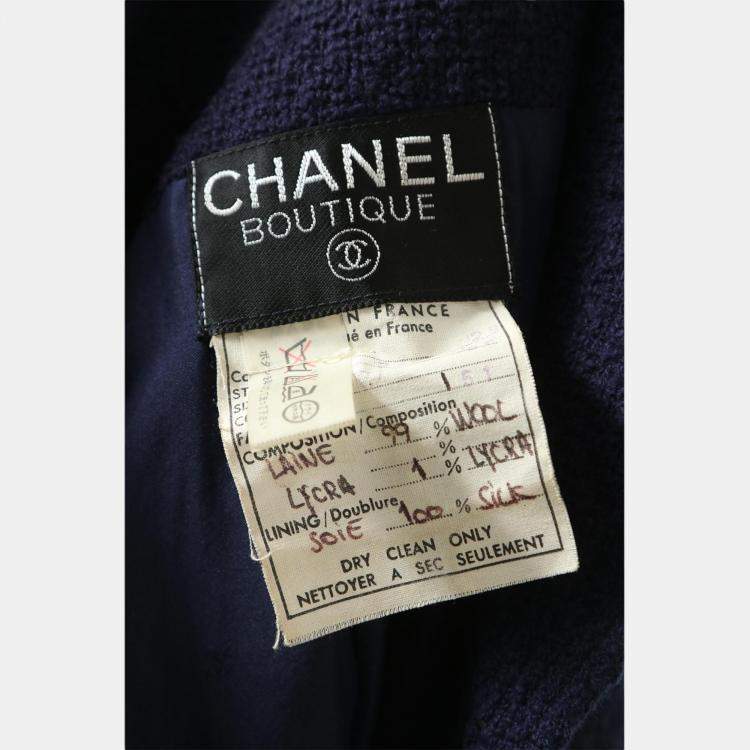 CHANEL
BOUTIQUE
N FRANCE
é en France
COMPOSITION/Composition
LAINE 99 % WOOL
LYCRA 1 % LYCRA
LINING/Doublure
SOIE 100 % SILK
DRY CLEAN ONLY
NETTOYER A SEC SEULEMENT